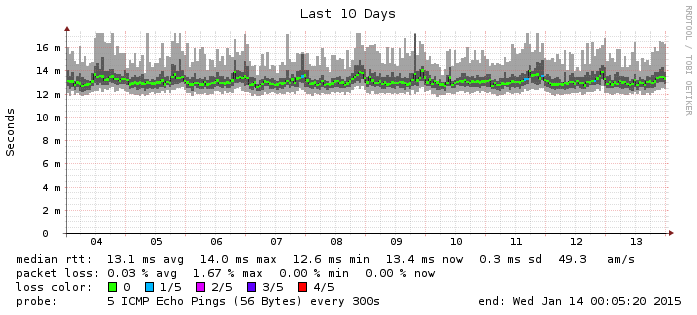 Last 10 Days
RRDTOOL / TOBI OETIKER
Seconds
16 m
14 m
12 m
10 m
8 m
6 m
4 m
2 m
0
04 05 06 07 08 09 10 11 12 13
median rtt: 13.1 ms avg 14.0 ms max 12.6 ms min 13.4 ms now 0.3 ms sd 49.3 am/s
packet loss: 0.03 % avg 1.67 % max 0.00 % min 0.00 % now
loss color: 0 1/5 2/5 3/5 4/5
probe: 5 ICMP Echo Pings (56 Bytes) every 300s end: Wed Jan 14 00:05:20 2015